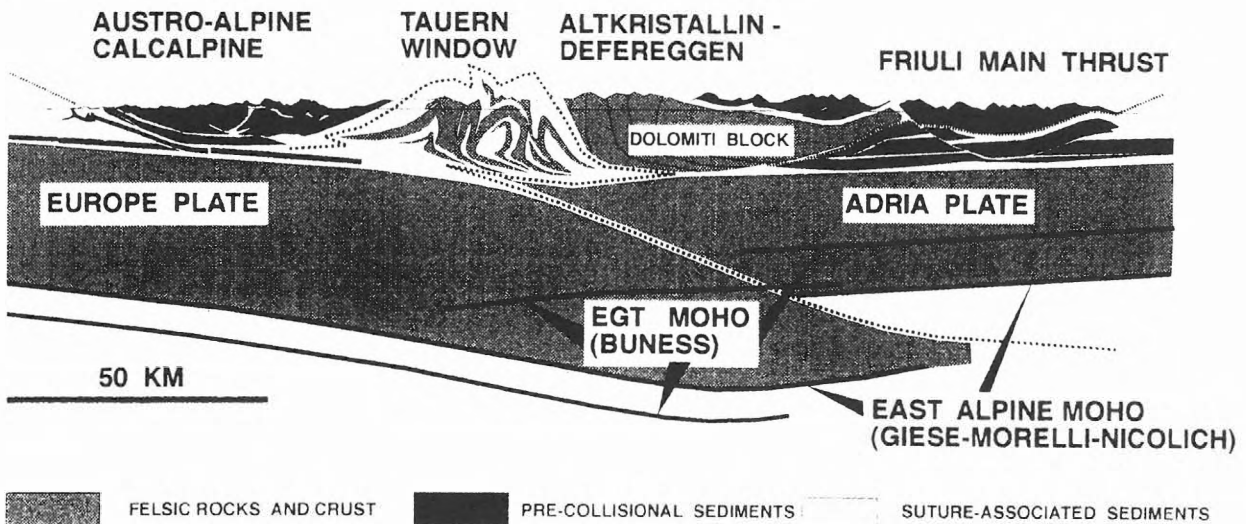 AUSTRO-ALPINE
CALCALPINE
TAUERN
WINDOW
ALTKRISTALLIN -
DEFEREGGEN
FRIULI MAIN THRUST
DOLOMITI BLOCK
EUROPE PLATE
ADRIA PLATE
EGT MOHO
(BUNESS)
50 KM
EAST ALPINE MOHO
(GIESE-MORELLI-NICOLICH)
FELSIC ROCKS AND CRUST
PRE-COLLISIONAL SEDIMENTS
SUTURE-ASSOCIATED SEDIMENTS